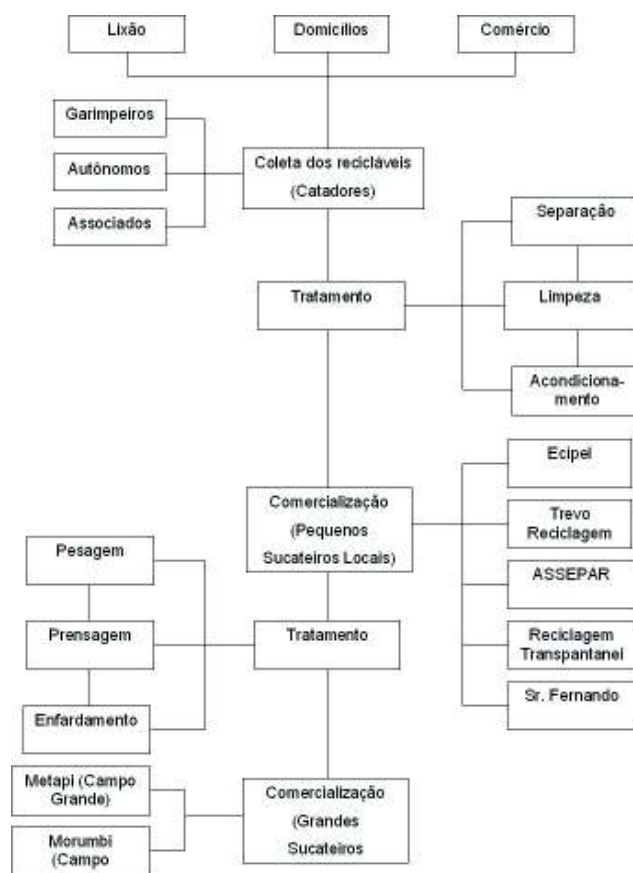 Lixão
Domicílios
Comércio
Garimpeiros
Autônomos
Associados
Coleta dos recicláveis
(Catadores)
Separação
Tratamento
Limpeza
Acondiciona-
mento
Ecipel
Comercialização
(Pequenos
Sucateiros Locais)
Trevo
Reciclagem
Pesagem
ASSEPAR
Prensagem
Tratamento
Reciclagem
Transpantanei
Enfardamento
Sr. Fernando
Metapi (Campo
Grande)
Comercialização
(Grandes
Sucateiros
Morumbi
(Campo